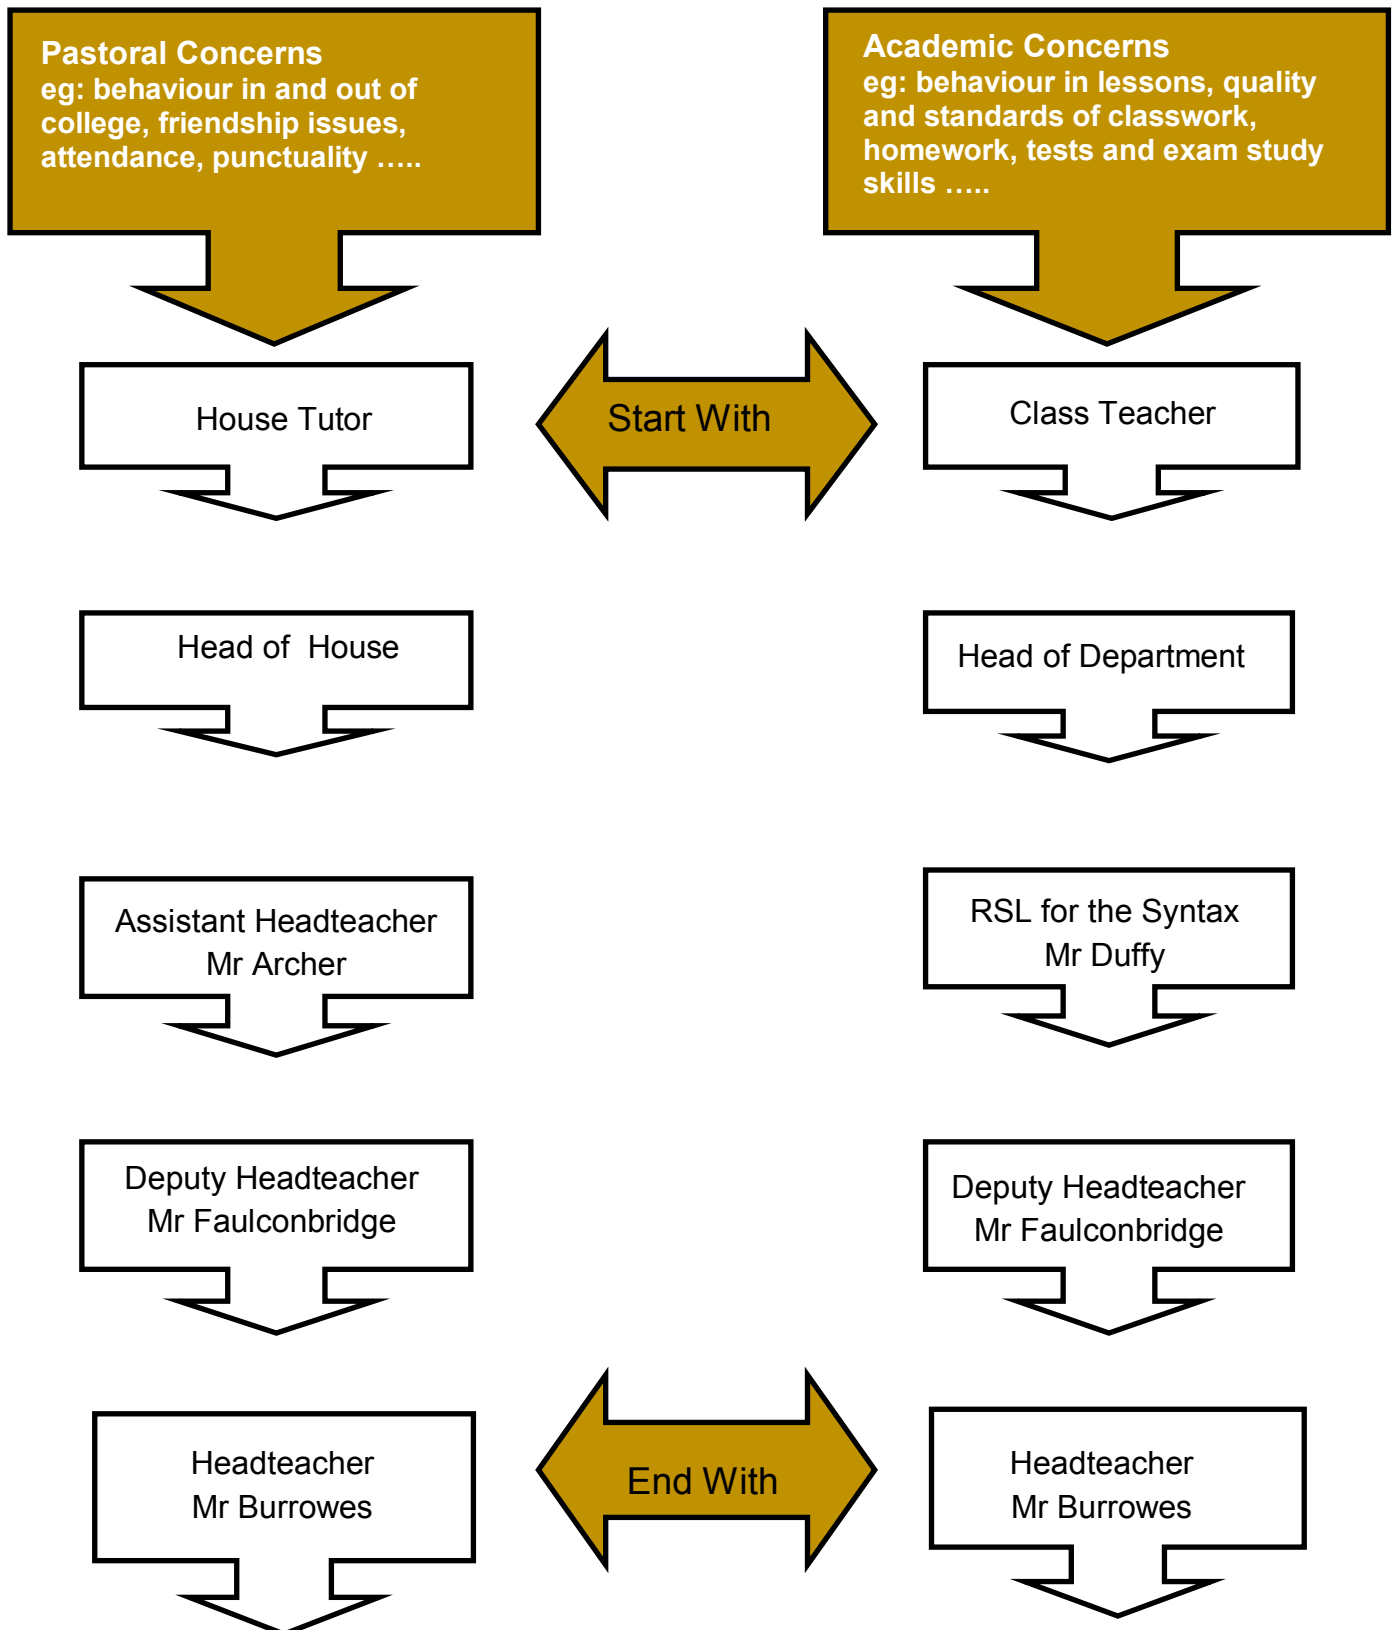 Pastoral Concerns
eg: behaviour in and out of
college, friendship issues,
attendance, punctuality …..
Academic Concerns
eg: behaviour in lessons, quality
and standards of classwork,
homework, tests and exam study
skills …..
House Tutor
Start With
Class Teacher
Head of  House
Head of Department
Assistant Headteacher
Mr Archer
RSL for the Syntax
Mr Duffy
Deputy Headteacher
Mr Faulconbridge
Deputy Headteacher
Mr Faulconbridge
Headteacher
Mr Burrowes
End With
Headteacher
Mr Burrowes